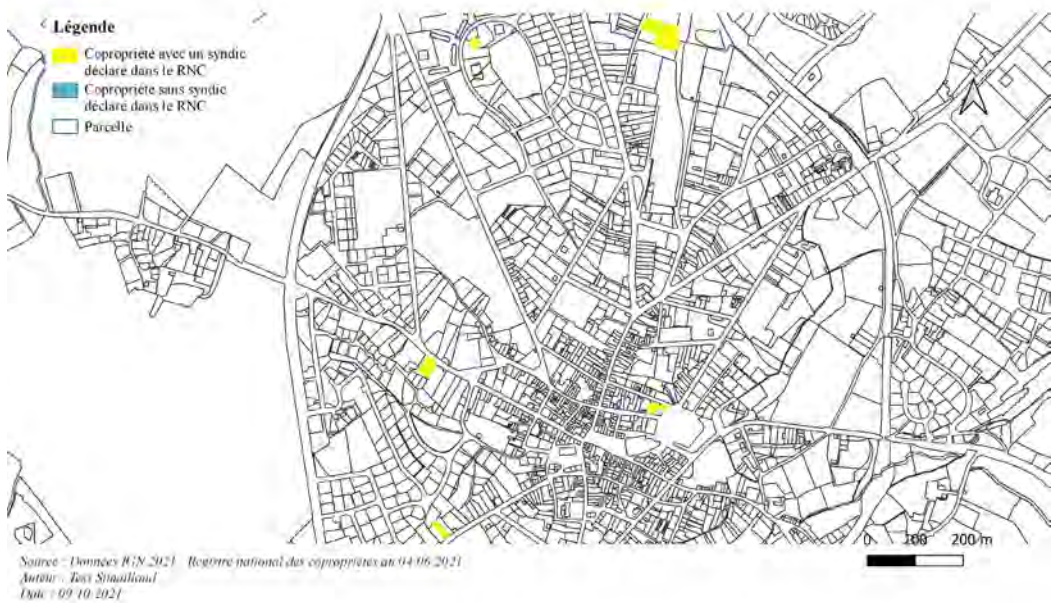 Légende
Copropriété avec un syndic
déclaré dans le RNC
Copropriété sans syndic
déclaré dans le RNC
Parcelle
0 100 200 m
Source : Données IGN 2021 Registre national des copropriétés au 04 06 2021
Auteur :
Date : 09 10 2021